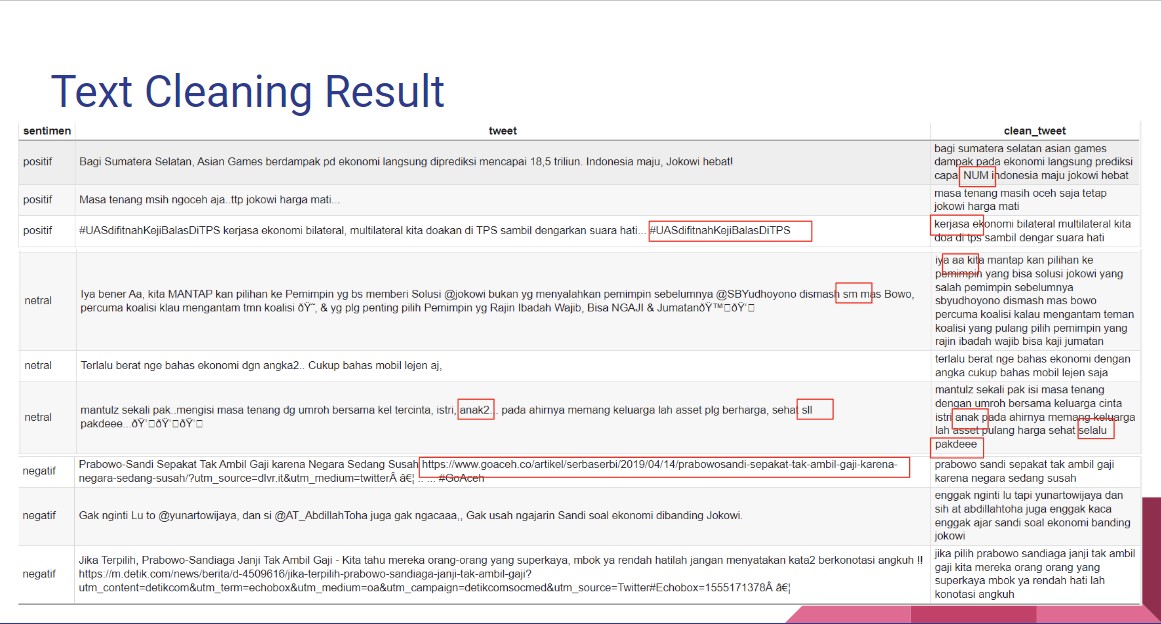 Text Cleaning Result
sentimen tweet clean_tweet
positif
Bagi Sumatera Selatan, Asian Games berdampak pd ekonomi langsung diprediksi mencapai 18,5 triliun. Indonesia maju, Jokowi hebat!
bagi sumatera selatan asian games
dampak pada ekonomi langsung prediksi
capai NUM indonesia maju jokowi hebat
positif
Masa tenang msih ngoceh aja..ttp jokowi harga mati...
masa tenang masih oceh saja tetap
jokowi harga mati
positif
#UASdifitnahKejiBalasDiTPS kerjasa ekonomi bilateral, multilateral kita doakan di TPS sambil dengarkan suara hati... #UASdifitnahKejiBalasDiTPS
kerjasa ekonomi bilateral multilateral kita
doa di tps sambil dengar suara hati
netral
Iya bener Aa, kita MANTAP kan pilihan ke Pemimpin yg bs memberi Solusi @jokowi bukan yg menyalahkan pemimpin sebelumnya @SBYudhoyono dismash sm mas Bowo,
percuma koalisi klau mengantam tmn koalisi ðŸ˜‚, & yg plg penting pilih Pemimpin yg Rajin Ibadah Wajib, Bisa NGAJI & JumatanðŸ™□ðŸ‘□
iya aa kita mantap kan pilihan ke
pemimpin yang bisa solusi jokowi yang
salah pemimpin sebelumnya
sbyudhoyono dismash mas bowo
percuma koalisi kalau mengantam teman
koalisi yang pulang pilih pemimpin yang
rajin ibadah wajib bisa kaji jumatan
netral
Terlalu berat nge bahas ekonomi dgn angka2.. Cukup bahas mobil lejen aj,
terlalu berat nge bahas ekonomi dengan
angka cukup bahas mobil lejen saja
netral
mantulz sekali pak..mengisi masa tenang dg umroh bersama kel tercinta, istri, anak2... pada ahirnya memang keluarga lah asset plg berharga, sehat sll
pakdeee...ðŸ‘□ðŸ‘□ðŸ‘□
mantulz sekali pak isi masa tenang
dengan umroh bersama keluarga cinta
istri anak pada ahirnya memang keluarga
lah asset pulang harga sehat selalu
pakdeee
negatif
Prabowo-Sandi Sepakat Tak Ambil Gaji karena Negara Sedang Susah https://www.goaceh.co/artikel/serbaserbi/2019/04/14/prabowosandi-sepakat-tak-ambil-gaji-karena-
negara-sedang-susah/?utm_source=dlvr.it&utm_medium=twitterÂ â€¦ .. ... #GoAceh
prabowo sandi sepakat tak ambil gaji
karena negara sedang susah
negatif
Gak nginti Lu to @yunartowijaya, dan si @AT_AbdillahToha juga gak ngacaaa,, Gak usah ngajarin Sandi soal ekonomi dibanding Jokowi.
enggak nginti lu tapi yunartowijaya dan
sih at abdillahtoha juga enggak kaca
enggak ajar sandi soal ekonomi banding
jokowi
negatif
Jika Terpilih, Prabowo-Sandiaga Janji Tak Ambil Gaji - Kita tahu mereka orang-orang yang superkaya, mbok ya rendah hatilah jangan menyatakan kata2 berkonotasi angkuh !!
https://m.detik.com/news/berita/d-4509616/jika-terpilih-prabowo-sandiaga-janji-tak-ambil-gaji?
utm_content=detikcom&utm_term=echobox&utm_medium=oa&utm_campaign=detikcomsocmed&utm_source=Twitter#Echobox=1555171378Â â€¦
jika pilih prabowo sandiaga janji tak ambil
gaji kita mereka orang orang yang
superkaya mbok ya rendah hati lah
konotasi angkuh